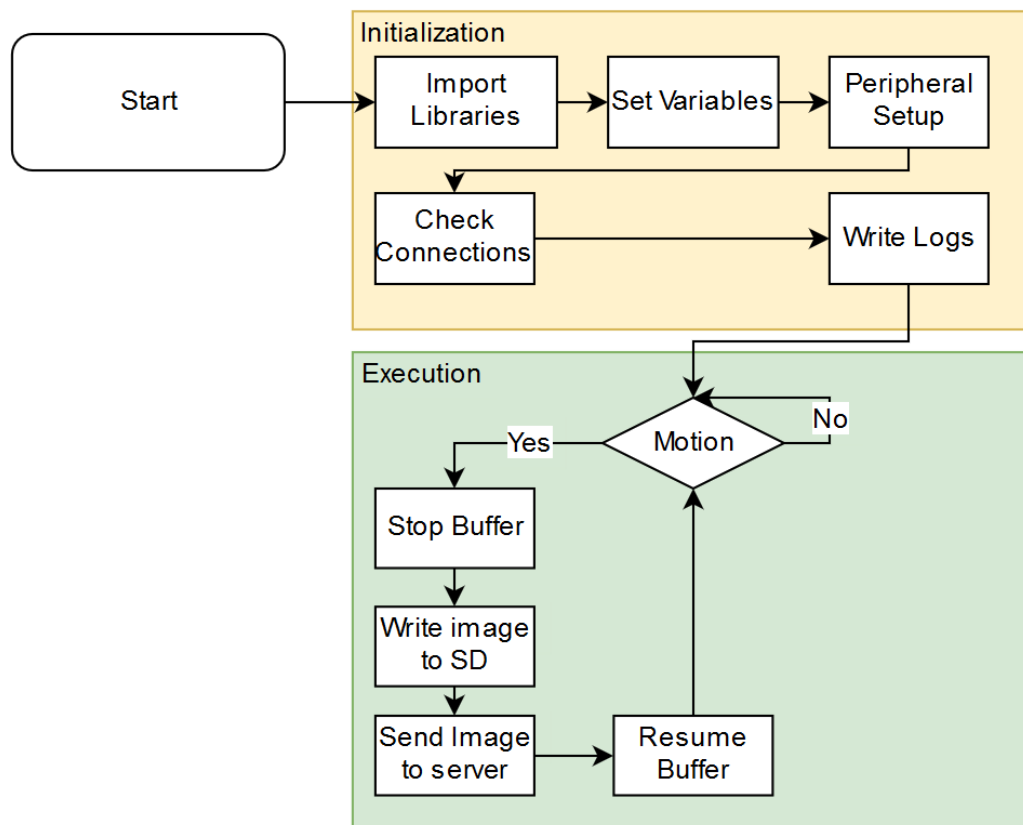 Start
Initialization
Import
Libraries
Set Variables
Peripheral
Setup
Check
Connections
Write Logs
Execution
Motion
No
Yes
Stop Buffer
Write image
to SD
Send Image
to server
Resume
Buffer